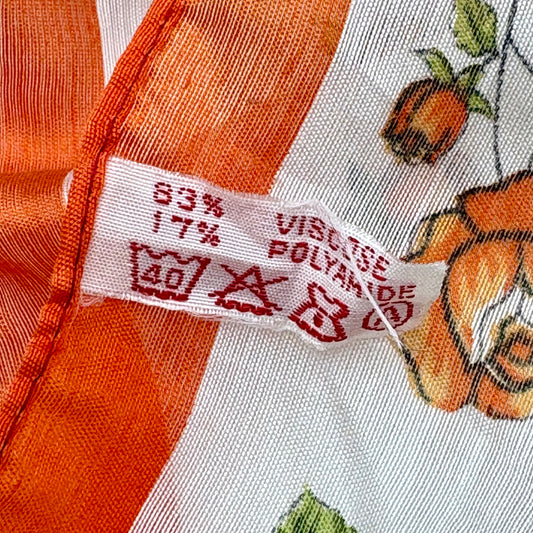 83% VISCOSE
17% POLYAMIDE
40 A